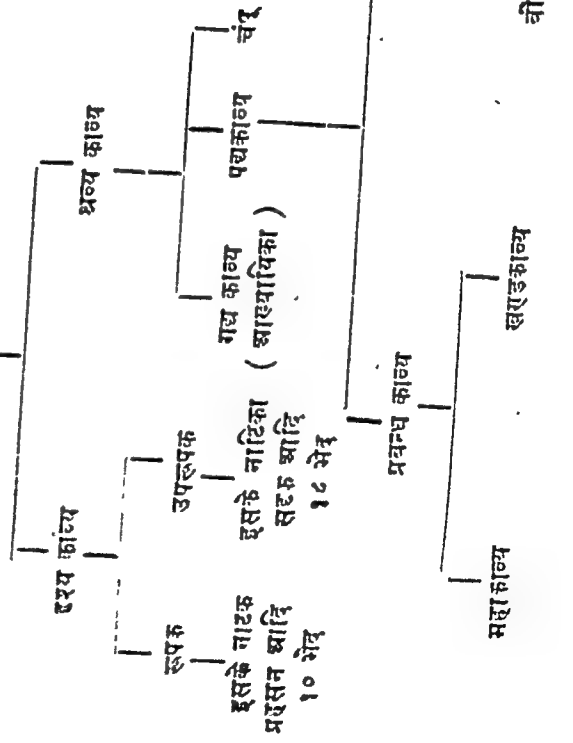 दृश्य काव्य
श्रव्य काव्य
रूपक
उपरूपक
गद्य काव्य
( आख्यायिका )
पद्यकाव्य
चंपू
इसके नाटक
प्रहसन आदि
१० भेद
इसके नाटिका
सट्टक आदि
१८ भेद
प्रबन्ध काव्य
महाकाव्य
खण्डकाव्य